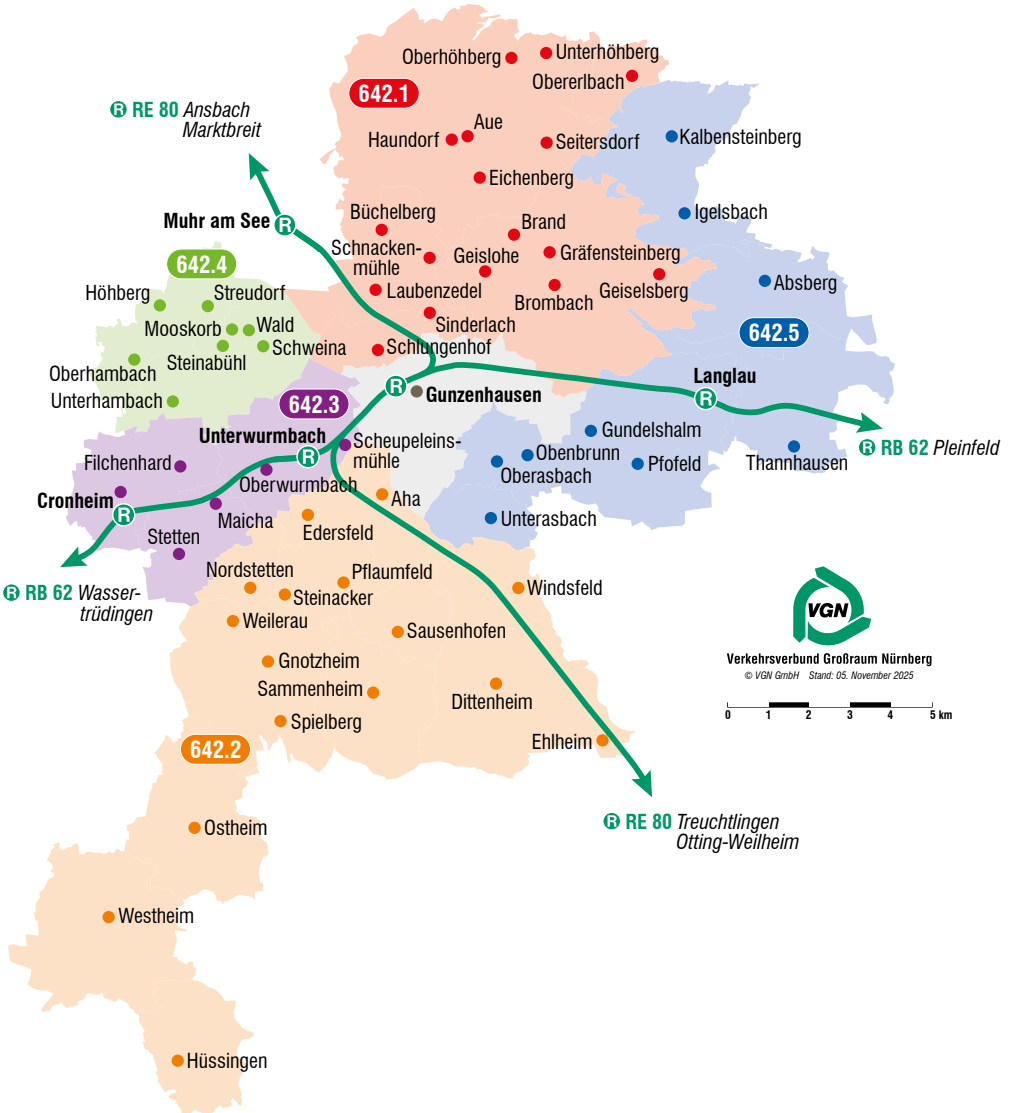 Oberhöhberg
Unterhöhberg
Obererlbach
642.1
R RE 80 Ansbach
Marktbreit
Aue
Haundorf
Seitersdorf
Kalbensteinberg
Eichenberg
Büchelberg
Igelsbach
Muhr am See
R
Brand
Schnacken-
mühle
Geislohe
Gräfensteinberg
642.4
Absberg
Höhberg
Streudorf
Laubenzedel
Brombach
Geiselsberg
Sinderlach
Mooskorb
Wald
642.5
Steinabühl
Schweina
Schlungenhof
Oberhambach
Langlau
R
R
Gunzenhausen
Unterhambach
642.3
Unterwurmbach
R
Scheupeleins-
mühle
Gundelshalm
R RB 62 Pleinfeld
Filchenhard
Obenbrunn
Oberasbach
Pfofeld
Thannhausen
Oberwurmbach
Cronheim
R
Aha
Maicha
Unterasbach
Stetten
Edersfeld
Nordstetten
Pflaumfeld
R RB 62 Wasser-
trüdingen
Steinacker
Windsfeld
Weilerau
Sausenhofen
VGN
Gnotzheim
Verkehrsverbund Großraum Nürnberg
© VGN GmbH Stand: 05. November 2025
Sammenheim
Dittenheim
0 1 2 3 4 5 km
Spielberg
Ehlheim
642.2
R RE 80 Treuchtlingen
Otting-Weilheim
Ostheim
Westheim
Hüssingen